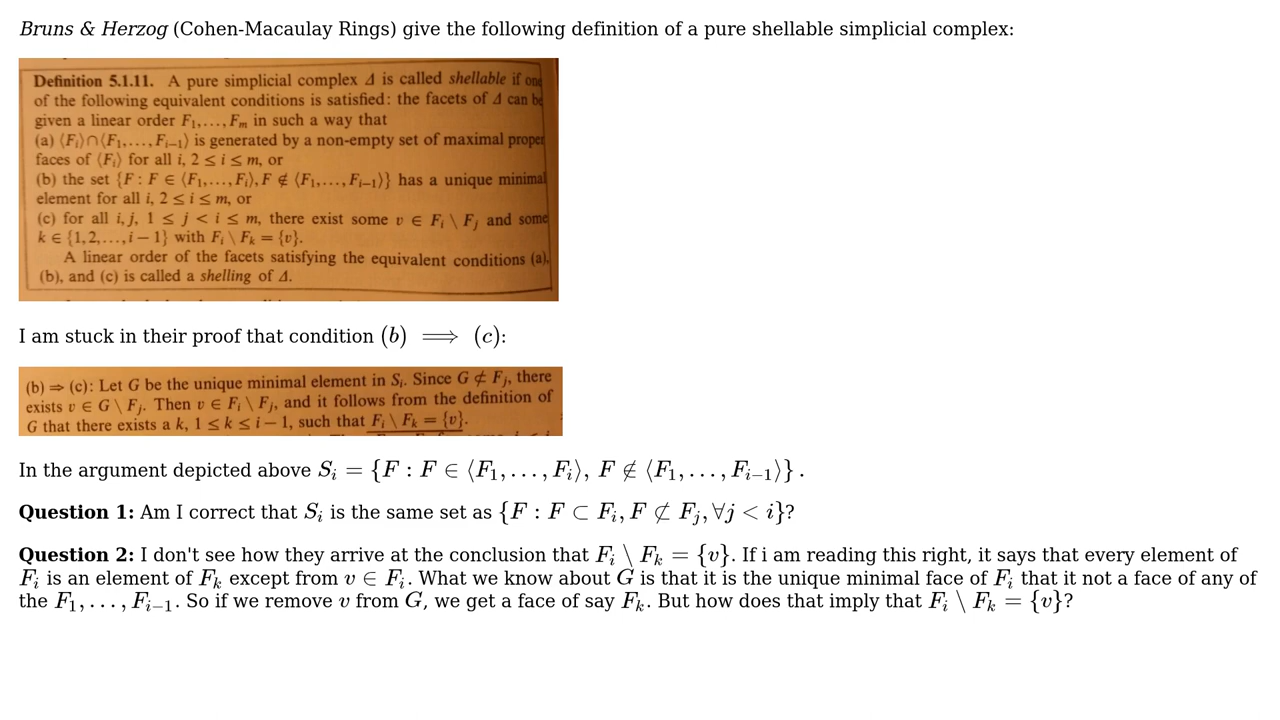 Bruns & Herzog (Cohen-Macaulay Rings) give the following definition of a pure shellable simplicial complex:
Definition 5.1.11. A pure simplicial complex Δ is called shellable if one
of the following equivalent conditions is satisfied: the facets of Δ can be
given a linear order F₁,…, Fₘ in such a way that
(a) ⟨Fᵢ⟩∩⟨F₁,…, Fᵢ₋₁⟩ is generated by a non-empty set of maximal proper
faces of ⟨Fᵢ⟩ for all i, 2 ≤ i ≤ m, or
(b) the set {F : F ∈ ⟨F₁,…, Fᵢ⟩, F ∉ ⟨F₁,…, Fᵢ₋₁⟩} has a unique minimal
element for all i, 2 ≤ i ≤ m, or
(c) for all i, j, 1 ≤ j < i ≤ m, there exist some v ∈ Fᵢ \ Fⱼ and some
k ∈ {1,2,…, i − 1} with Fᵢ \ Fₖ = {v}.
A linear order of the facets satisfying the equivalent conditions (a),
(b), and (c) is called a shelling of Δ.
I am stuck in their proof that condition (b) ⟹ (c):
(b) ⇒ (c): Let G be the unique minimal element in Sᵢ. Since G ⊄ Fⱼ, there
exists v ∈ G \ Fⱼ. Then v ∈ Fᵢ \ Fⱼ, and it follows from the definition of
G that there exists a k, 1 ≤ k ≤ i − 1, such that Fᵢ \ Fₖ = {v}.
In the argument depicted above Sᵢ = {F : F ∈ ⟨F₁, . . . , Fᵢ⟩, F ∉ ⟨F₁, . . . , Fᵢ₋₁⟩} .
Question 1: Am I correct that Sᵢ is the same set as {F : F ⊂ Fᵢ, F ⊄ Fⱼ, ∀j < i}?
Question 2: I don't see how they arrive at the conclusion that Fᵢ \ Fₖ = {v}. If i am reading this right, it says that every element of
Fᵢ is an element of Fₖ except from v ∈ Fᵢ. What we know about G is that it is the unique minimal face of Fᵢ that it not a face of any of
the F₁, . . . , Fᵢ₋₁. So if we remove v from G, we get a face of say Fₖ. But how does that imply that Fᵢ \ Fₖ = {v}?